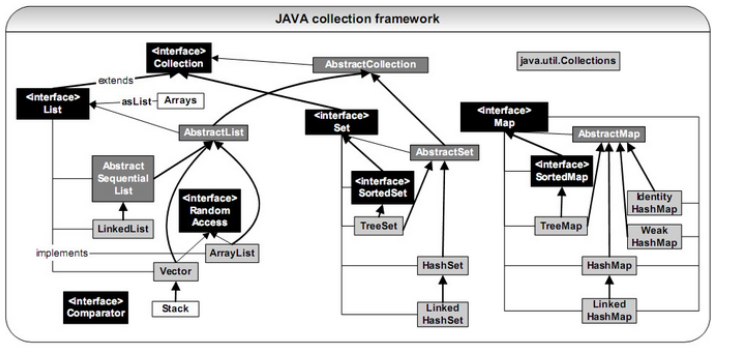 JAVA collection framework
<interface>
Collection
AbstractCollection
java.util.Collections
extends
<interface>
List
asList
Arrays
<interface>
Set
<interface>
Map
AbstractList
AbstractMap
AbstractSet
Abstract
Sequential
List
<interface>
SortedMap
<interface>
SortedSet
<interface>
Random
Access
Identity
HashMap
LinkedList
TreeSet
TreeMap
Weak
HashMap
implements
ArrayList
Vector
HashSet
HashMap
<interface>
Comparator
Stack
Linked
HashSet
Linked
HashMap